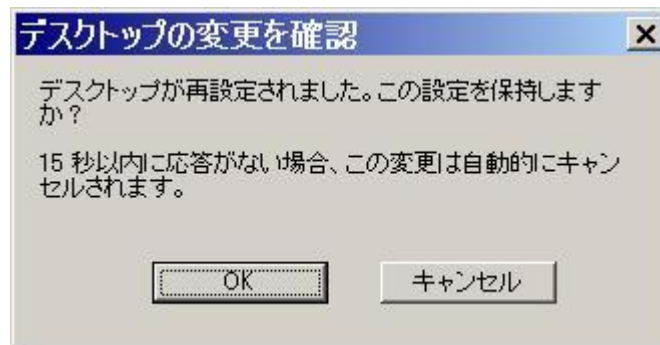 デスクトップの変更を確認
デスクトップが再設定されました。この設定を保持します
か？
15 秒以内に応答がない場合、この変更は自動的にキャン
セルされます。
OK キャンセル